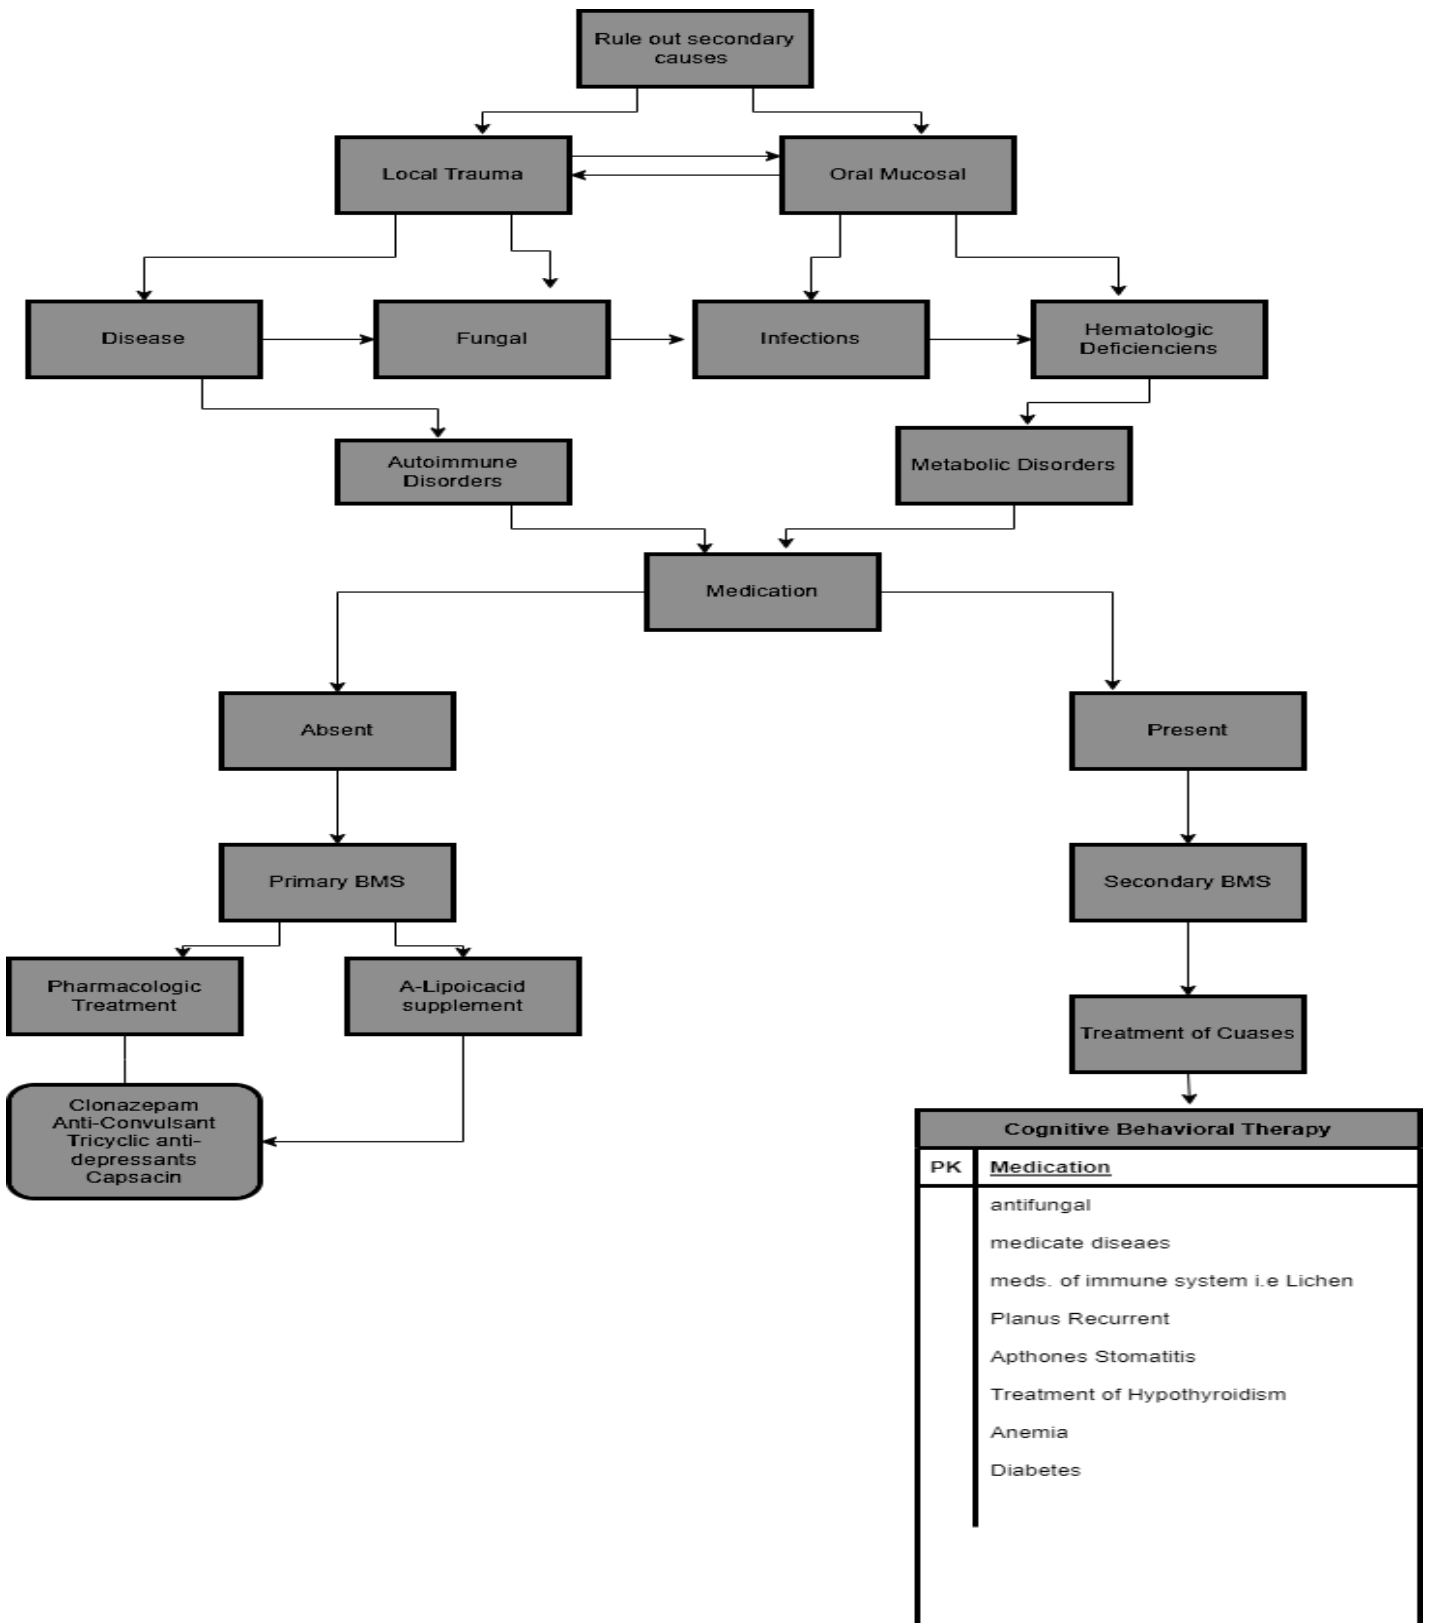 Rule out secondary
causes
Local Trauma
Oral Mucosal
Disease
Fungal
Infections
Hematologic
Deficienciens
Autoimmune
Disorders
Metabolic Disorders
Medication
Absent
Present
Primary BMS
Secondary BMS
Pharmacologic
Treatment
A-Lipoicacid
supplement
Treatment of Cuases
Clonazepam
Anti-Convulsant
Tricyclic anti-
depressants
Capsacin
Cognitive Behavioral Therapy
PK Medication
antifungal
medicate diseaes
meds. of immune system i.e Lichen
Planus Recurrent
Apthones Stomatitis
Treatment of Hypothyroidism
Anemia
Diabetes